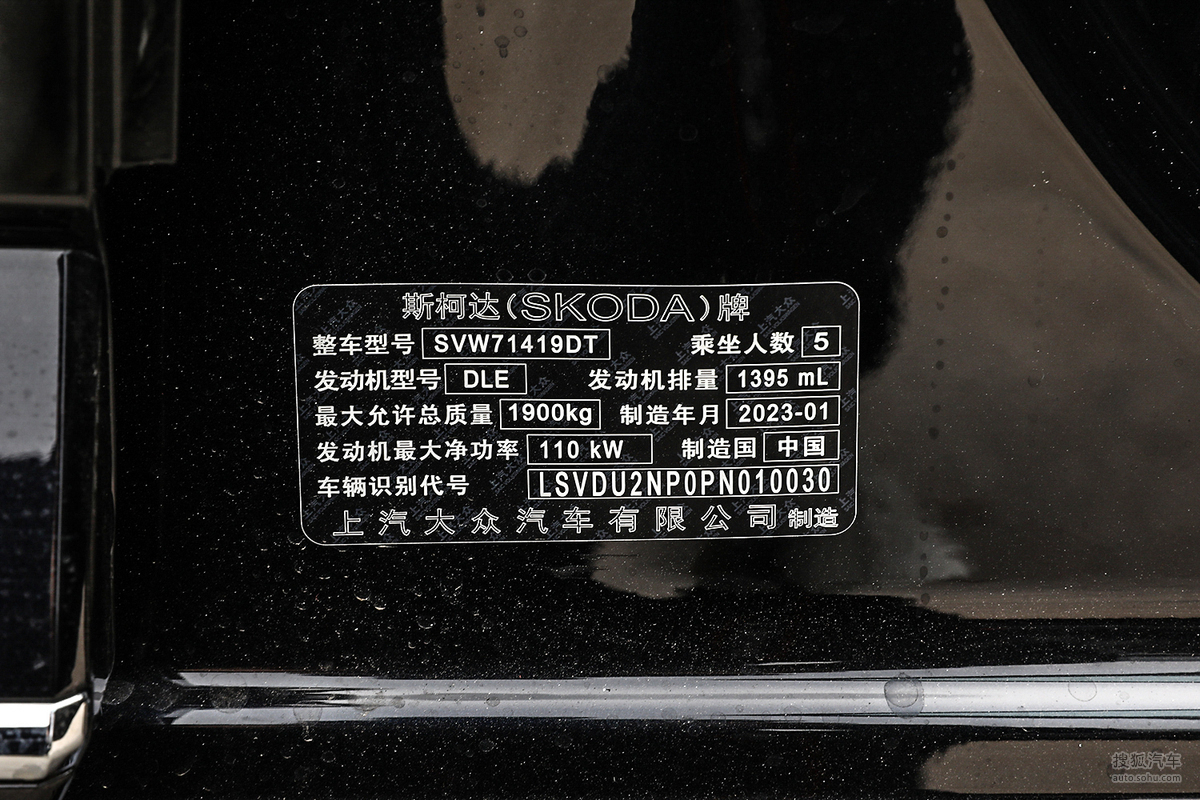 斯柯达(SKODA)牌
整车型号 SVW71419DT 乘坐人数 5
发动机型号 DLE 发动机排量 1395 mL
最大允许总质量 1900kg 制造年月 2023-01
发动机最大净功率 110 kW 制造国 中国
车辆识别代号 LSVDU2NP0PN010030
上汽大众汽车有限公司 制造
搜狐汽车
auto.sohu.com